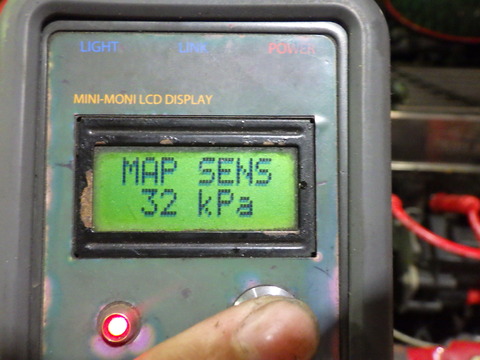 LIGHT LINK POWER
MINI-MONI LCD DISPLAY
MAP SENS
32 kPa